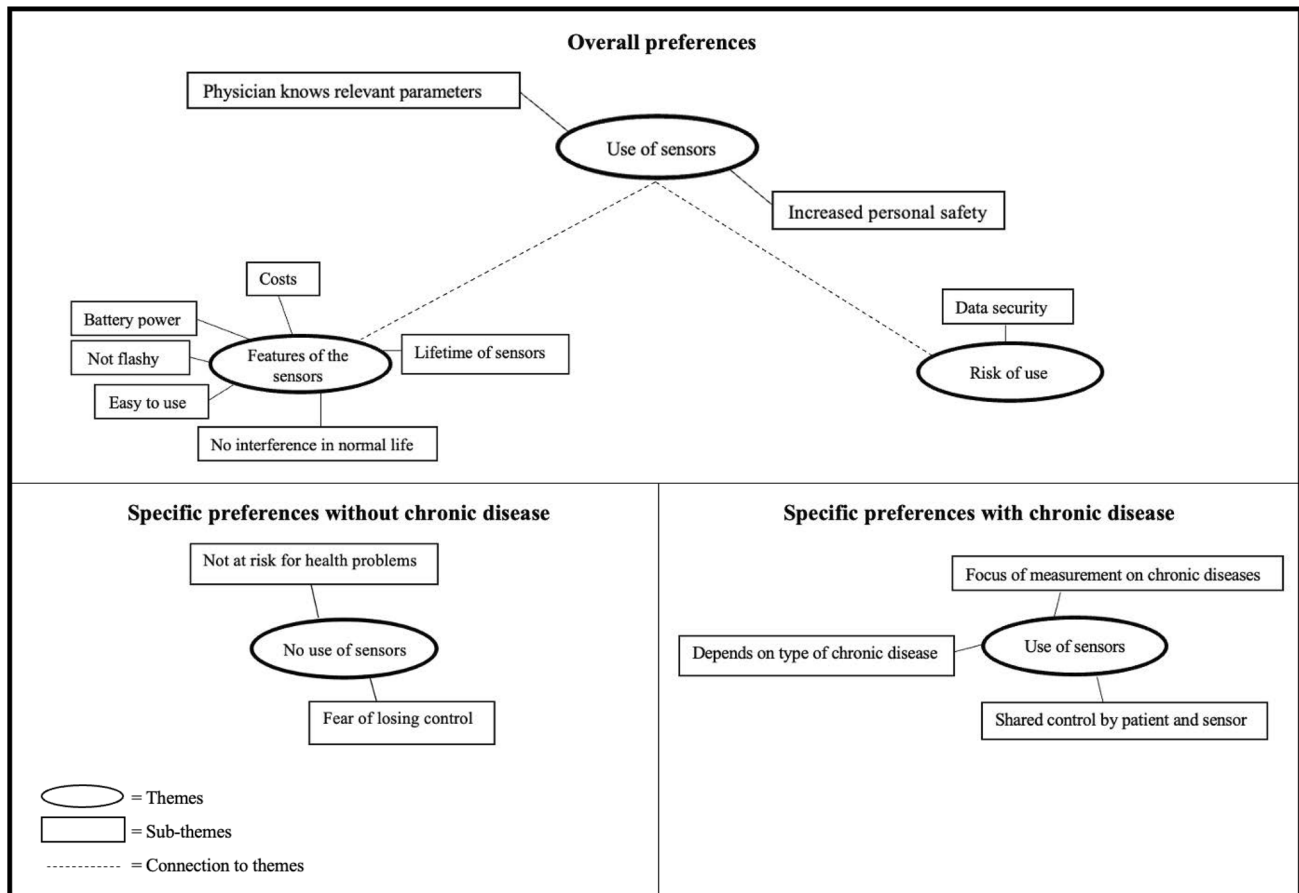 Overall preferences
Physician knows relevant parameters
Use of sensors
Increased personal safety
Costs
Battery power
Not flashy
Easy to use
Features of the
sensors
Lifetime of sensors
No interference in normal life
Data security
Risk of use
Specific preferences without chronic disease
Not at risk for health problems
No use of sensors
Fear of losing control
= Themes
= Sub-themes
= Connection to themes
Specific preferences with chronic disease
Focus of measurement on chronic diseases
Depends on type of chronic disease
Use of sensors
Shared control by patient and sensor